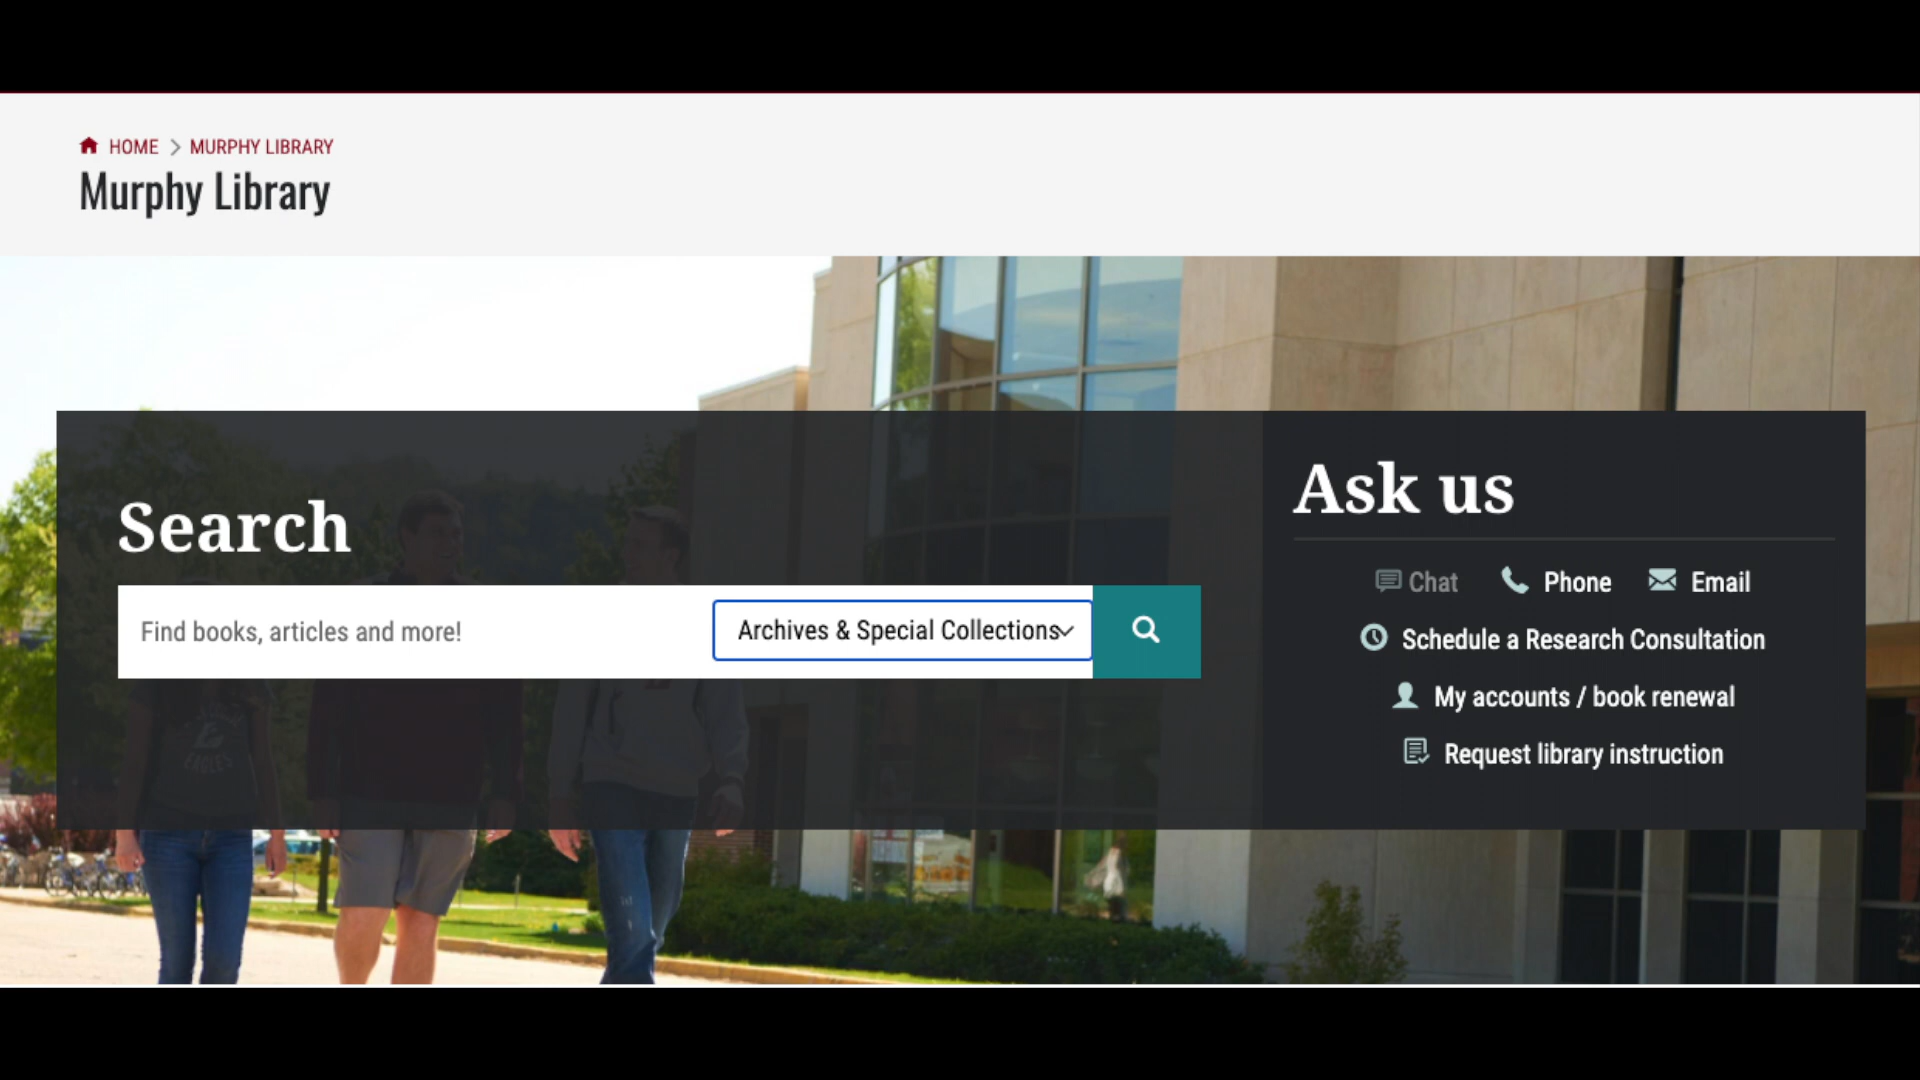 HOME > MURPHY LIBRARY
Murphy Library
Search
Find books, articles and more!
Archives & Special Collections
Ask us
Chat Phone Email
Schedule a Research Consultation
My accounts / book renewal
Request library instruction
EAGLES